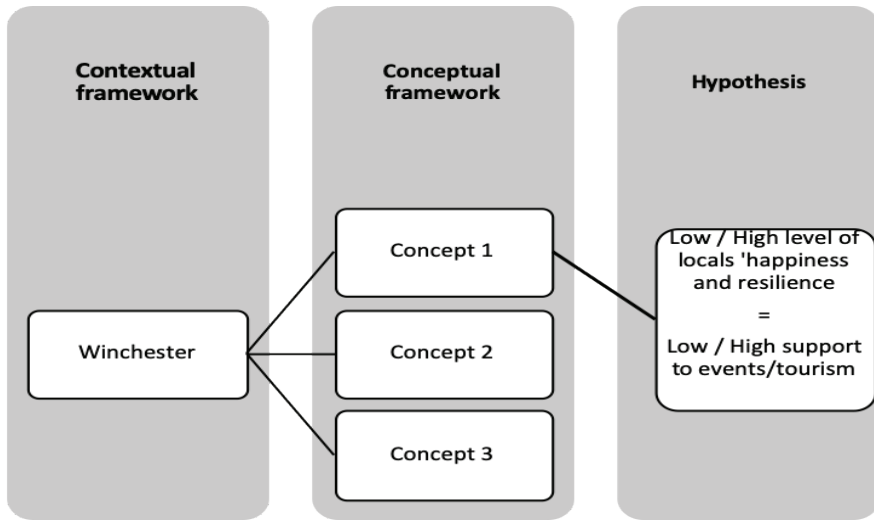 Contextual
framework
Conceptual
framework
Hypothesis
Winchester
Concept 1
Concept 2
Concept 3
Low / High level of
locals 'happiness
and resilience
=
Low / High support
to events/tourism